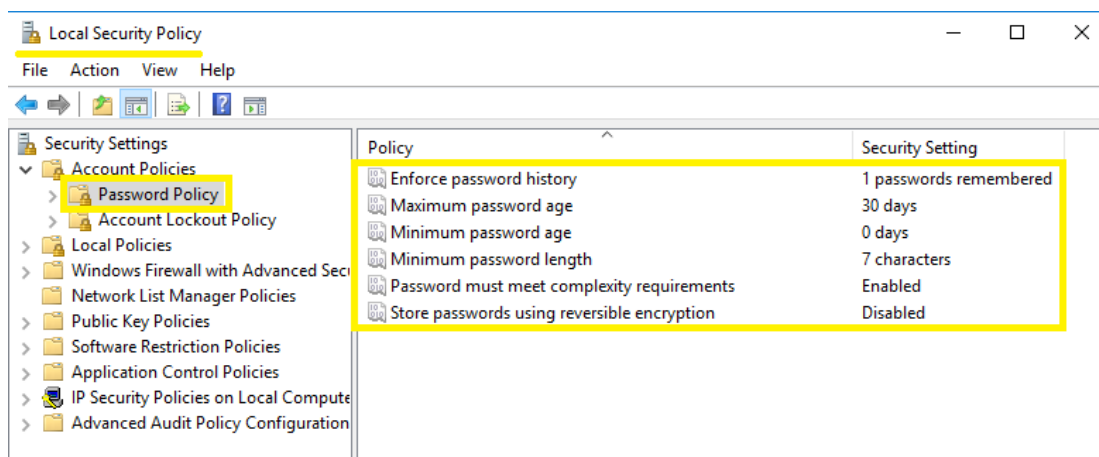 Local Security Policy
File Action View Help
Security Settings
Account Policies
Password Policy
Account Lockout Policy
Local Policies
Windows Firewall with Advanced Secu
Network List Manager Policies
Public Key Policies
Software Restriction Policies
Application Control Policies
IP Security Policies on Local Compute
Advanced Audit Policy Configuration
Policy Security Setting
Enforce password history 1 passwords remembered
Maximum password age 30 days
Minimum password age 0 days
Minimum password length 7 characters
Password must meet complexity requirements Enabled
Store passwords using reversible encryption Disabled